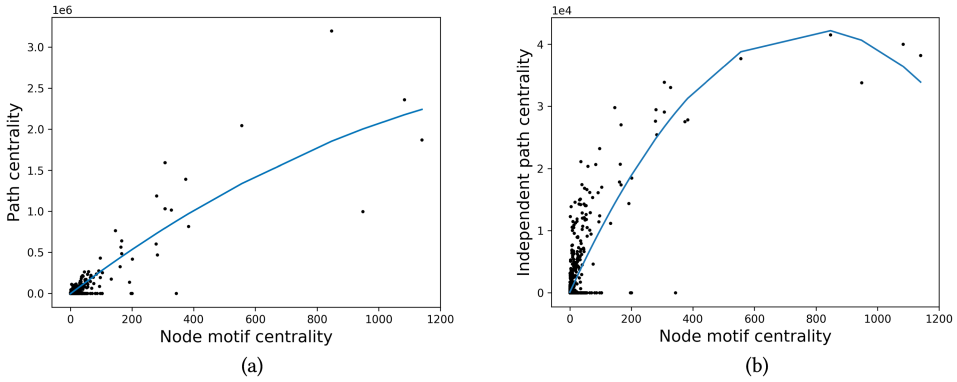 1e6
3.0
2.5
2.0
1.5
1.0
0.5
0.0
Path centrality
0 200 400 600 800 1000 1200
Node motif centrality
(a)
1e4
4
3
2
1
0
Independent path centrality
0 200 400 600 800 1000 1200
Node motif centrality
(b)